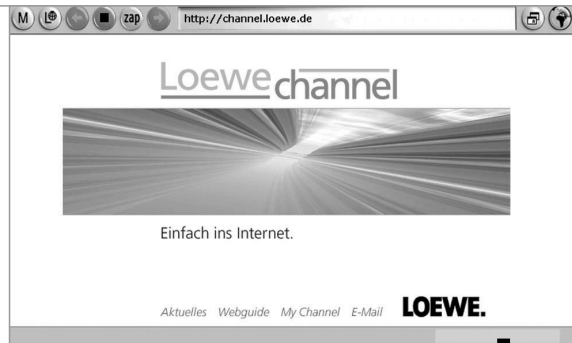 M L zap http://channel.loewe.de
Loewe channel
Einfach ins Internet.
Aktuelles Webguide My Channel E-Mail LOEWE.